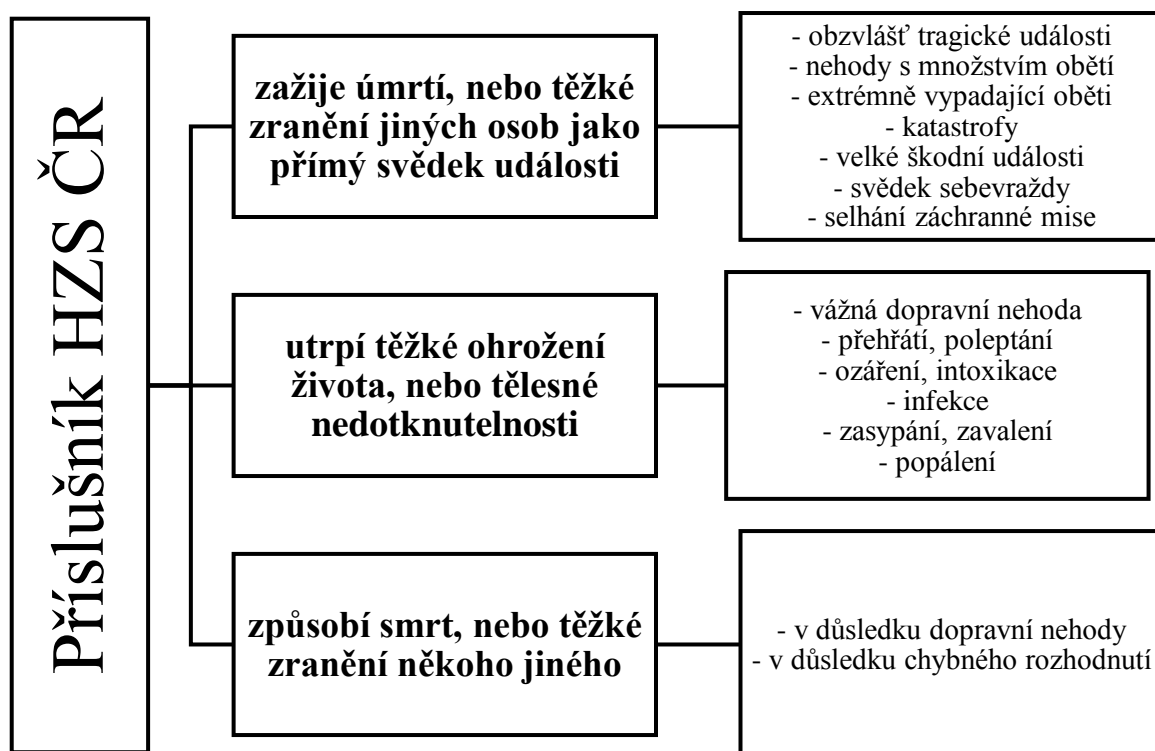 Příslušník HZS ČR
zažije úmrtí, nebo těžké
zranění jiných osob jako
přímý svědek události
- obzvlášť tragické události
- nehody s množstvím obětí
- extrémně vypadající oběti
- katastrofy
- velké škodní události
- svědek sebevraždy
- selhání záchranné mise
utrpí těžké ohrožení
života, nebo tělesné
nedotknutelnosti
- vážná dopravní nehoda
- přehřátí, poleptání
- ozáření, intoxikace
- infekce
- zasypání, zavalení
- popálení
způsobí smrt, nebo těžké
zranění někoho jiného
- v důsledku dopravní nehody
- v důsledku chybného rozhodnutí